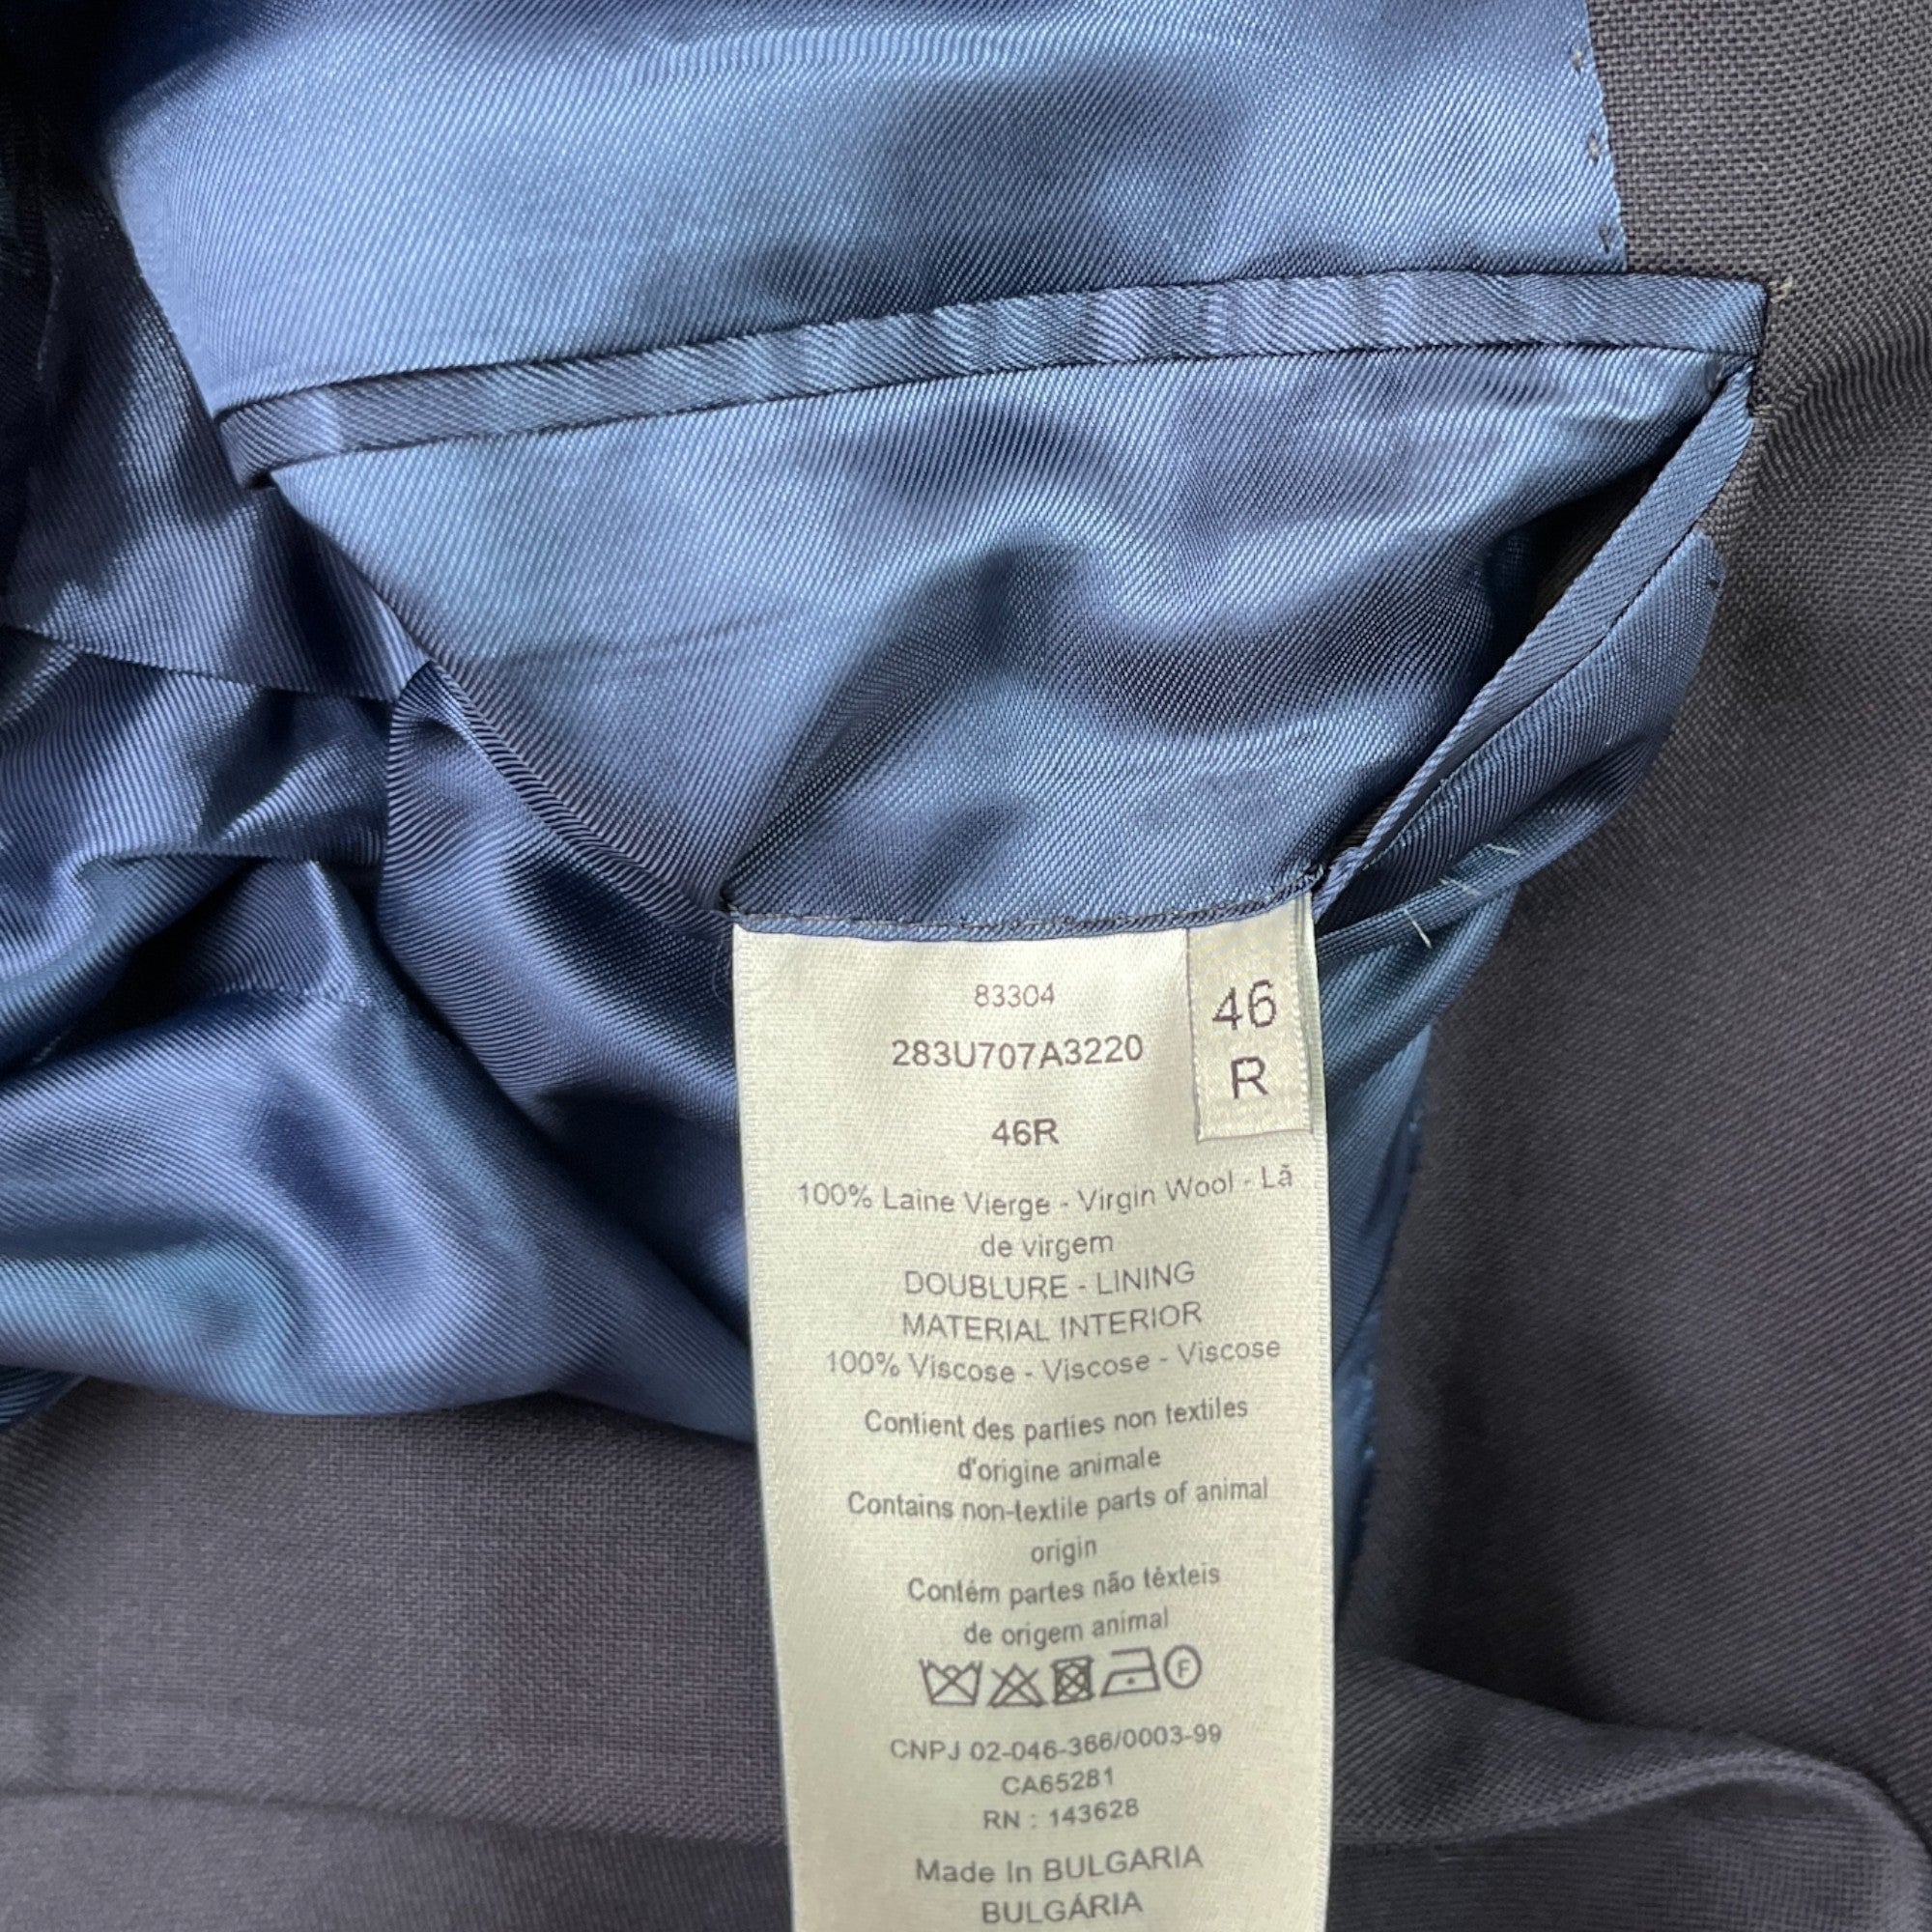 83304
283U707A3220
46R
46
R
100% Laine Vierge - Virgin Wool - Lã
de virgem
DOUBLURE - LINING
MATERIAL INTERIOR
100% Viscose - Viscose - Viscose
Contient des parties non textiles
d'origine animale
Contains non-textile parts of animal
origin
Contém partes não têxteis
de origem animal
F
CNPJ 02-046-366/0003-99
CA65281
RN : 143628
Made In BULGARIA
BULGÁRIA